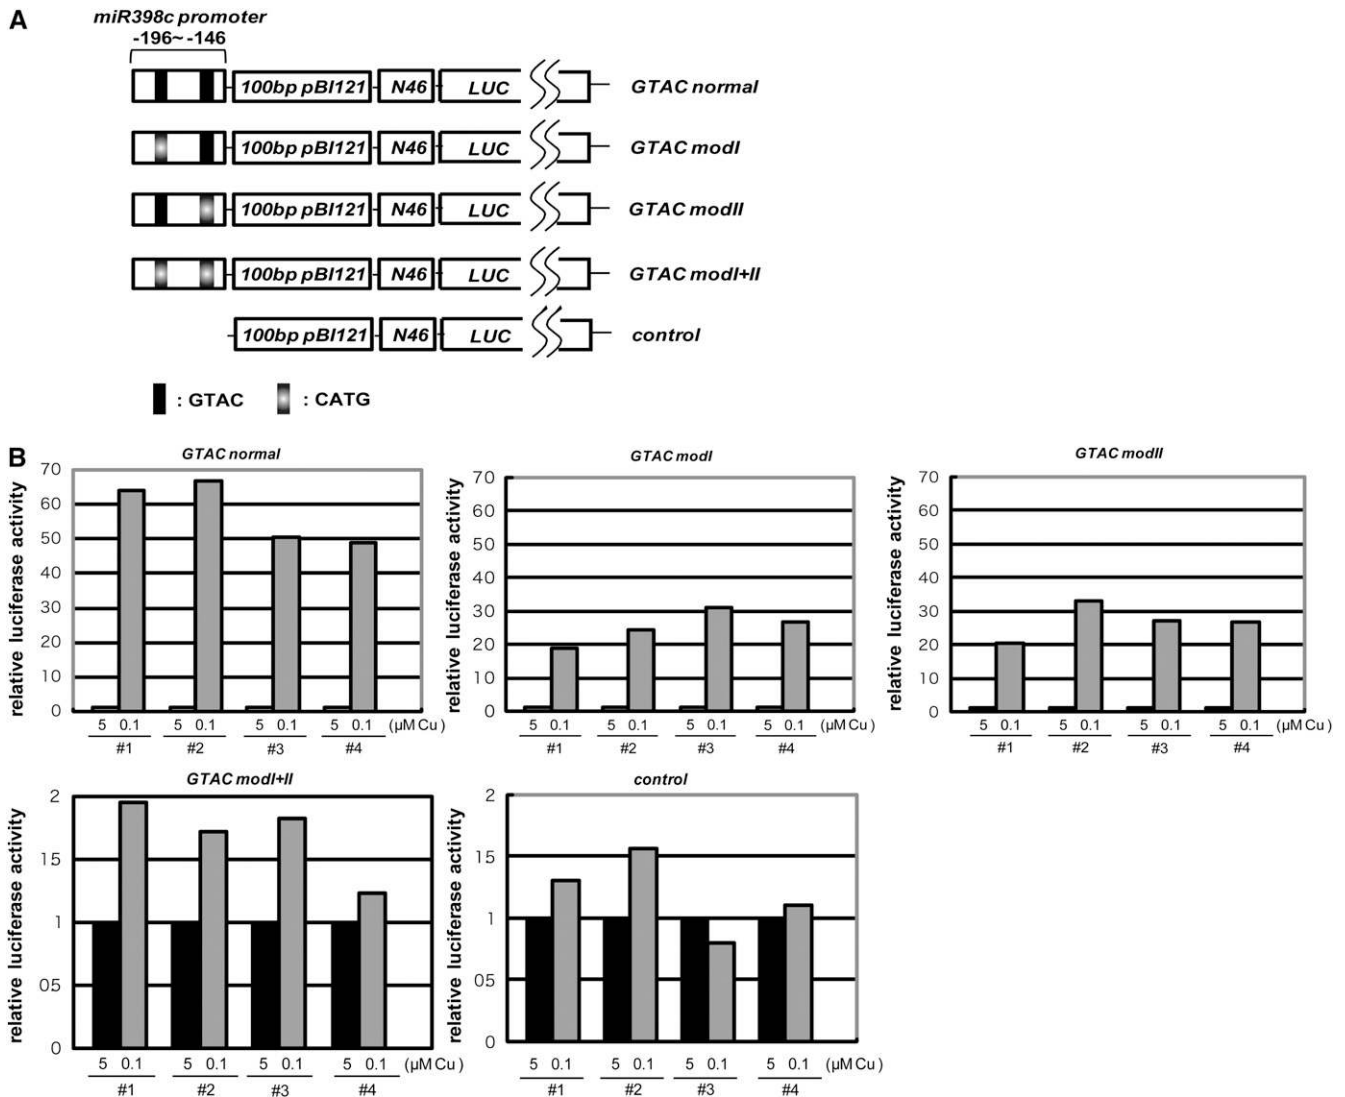 A
miR398c promoter
-196~ -146
100bp pBI121 N46 LUC GTAC normal
100bp pBI121 N46 LUC GTAC modI
100bp pBI121 N46 LUC GTAC modII
100bp pBI121 N46 LUC GTAC modI+II
100bp pBI121 N46 LUC control
: GTAC : CATG
B
GTAC normal
relative luciferase activity
70
60
50
40
30
20
10
0
5 0.1 5 0.1 5 0.1 5 0.1 (µM Cu )
#1 #2 #3 #4
GTAC modI
relative luciferase activity
70
60
50
40
30
20
10
0
5 0.1 5 0.1 5 0.1 5 0.1 (µM Cu )
#1 #2 #3 #4
GTAC modII
relative luciferase activity
70
60
50
40
30
20
10
0
5 0.1 5 0.1 5 0.1 5 0.1 (µM Cu )
#1 #2 #3 #4
GTAC modI+II
relative luciferase activity
2
15
1
05
0
5 0.1 5 0.1 5 0.1 5 0.1 (µM Cu )
#1 #2 #3 #4
control
relative luciferase activity
2
15
1
05
0
5 0.1 5 0.1 5 0.1 5 0.1 (µM Cu )
#1 #2 #3 #4